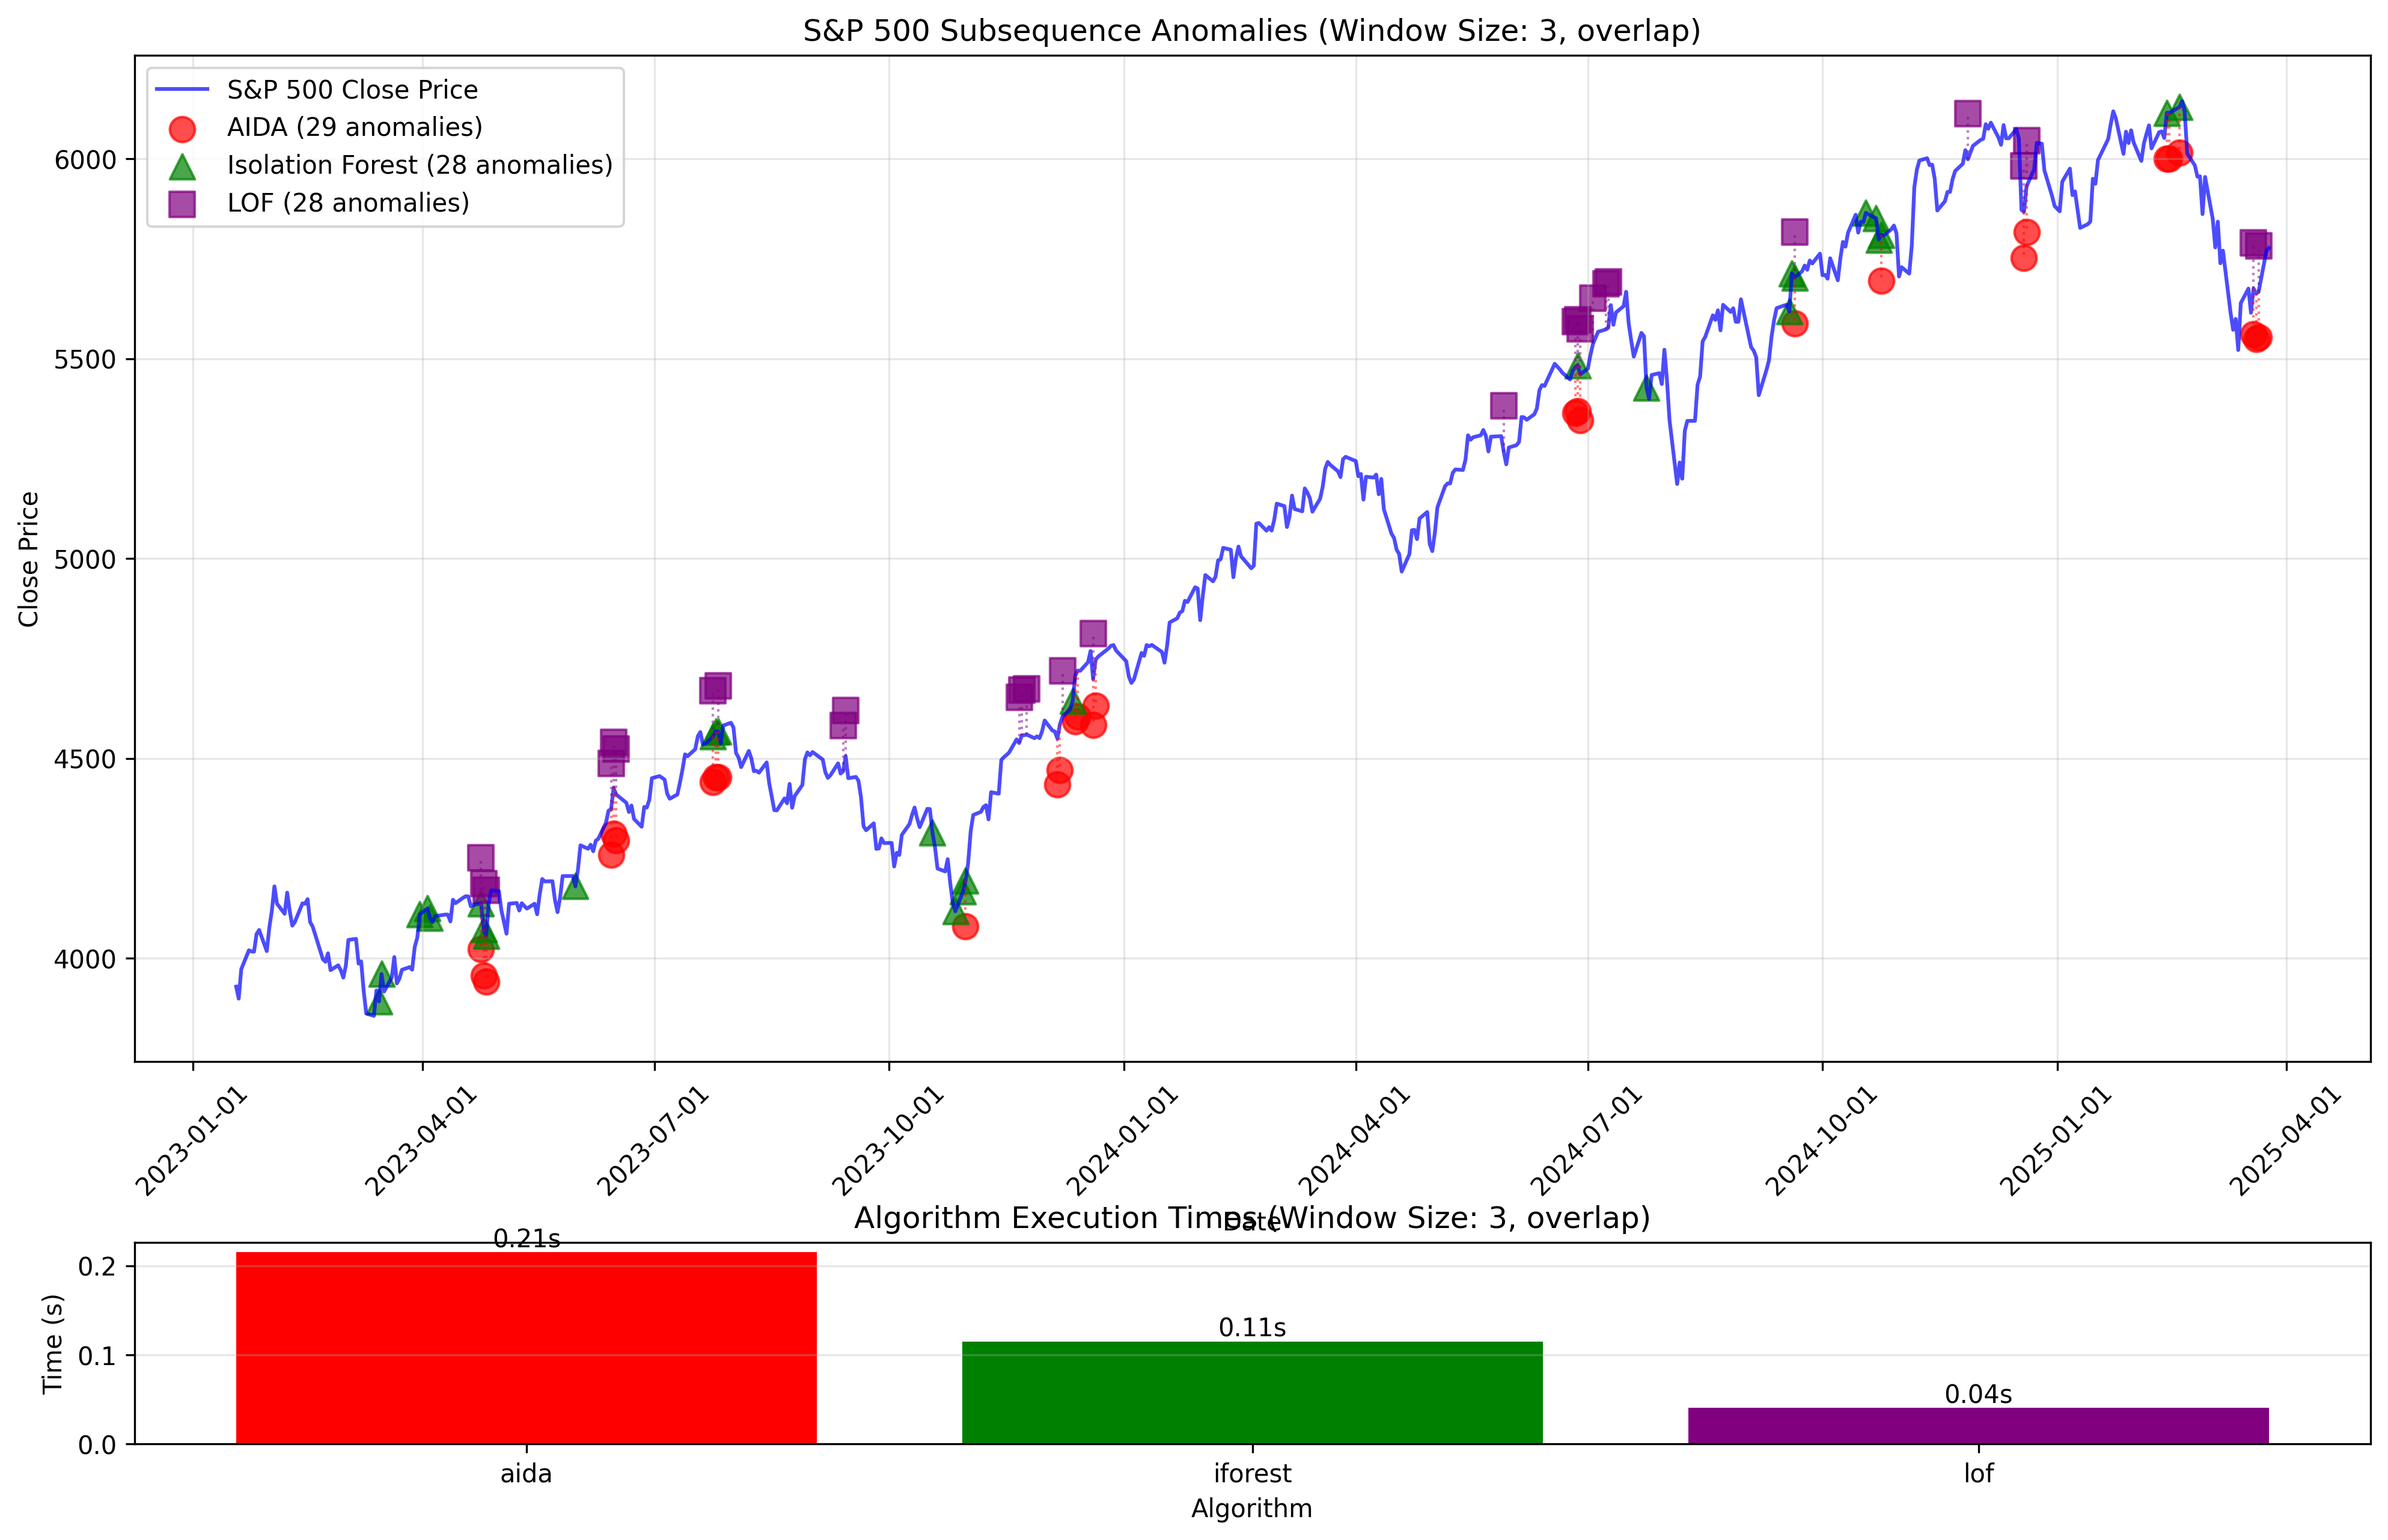 S&P 500 Subsequence Anomalies (Window Size: 3, overlap)
S&P 500 Close Price
AIDA (29 anomalies)
Isolation Forest (28 anomalies)
LOF (28 anomalies)
Close Price
6000
5500
5000
4500
4000
2023-01-01
2023-04-01
2023-07-01
2023-10-01
2024-01-01
2024-04-01
2024-07-01
2024-10-01
2025-01-01
2025-04-01
Date
Algorithm Execution Times (Window Size: 3, overlap)
Time (s)
0.2
0.1
0.0
0.21s
0.11s
0.04s
aida
iforest
lof
Algorithm